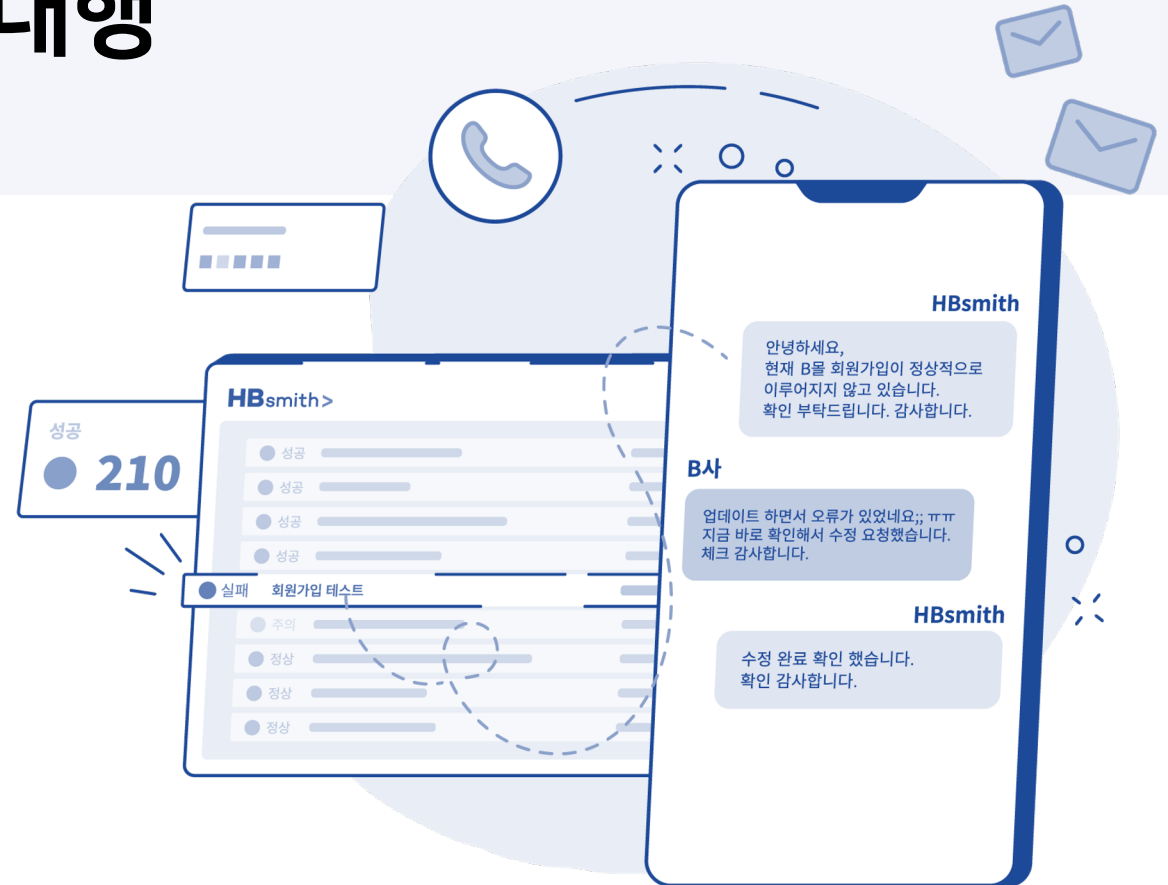 대행
HBsmith
안녕하세요,
현재 B몰 회원가입이 정상적으로
이루어지지 않고 있습니다.
확인 부탁드립니다. 감사합니다.
B사
업데이트 하면서 오류가 있었네요;; ㅠㅠ
지금 바로 확인해서 수정 요청했습니다.
체크 감사합니다.
HBsmith
수정 완료 확인 했습니다.
확인 감사합니다.
HBsmith>
성공
210
성공
성공
성공
성공
실패 회원가입 테스트
주의
정상
정상
정상